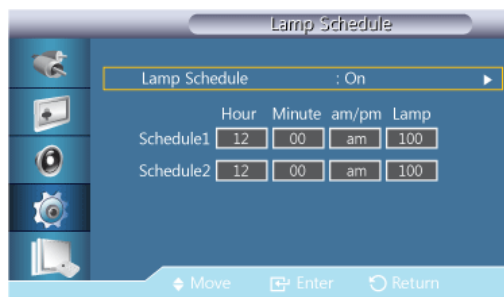 Lamp Schedule
Lamp Schedule : On
Hour Minute am/pm Lamp
Schedule1 12 00 am 100
Schedule2 12 00 am 100
Move Enter Return